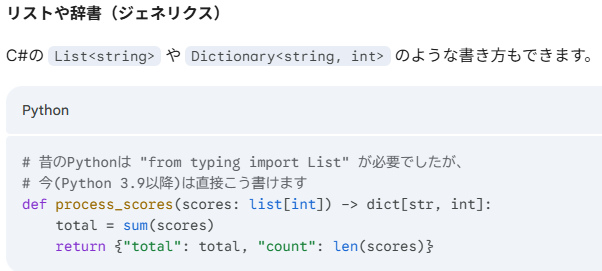 リストや辞書（ジェネリクス）
C#の List<string> や Dictionary<string, int> のような書き方もできます。
Python
# 昔のPythonは "from typing import List" が必要でしたが、
# 今(Python 3.9以降)は直接こう書けます
def process_scores(scores: list[int]) -> dict[str, int]:
    total = sum(scores)
    return {"total": total, "count": len(scores)}